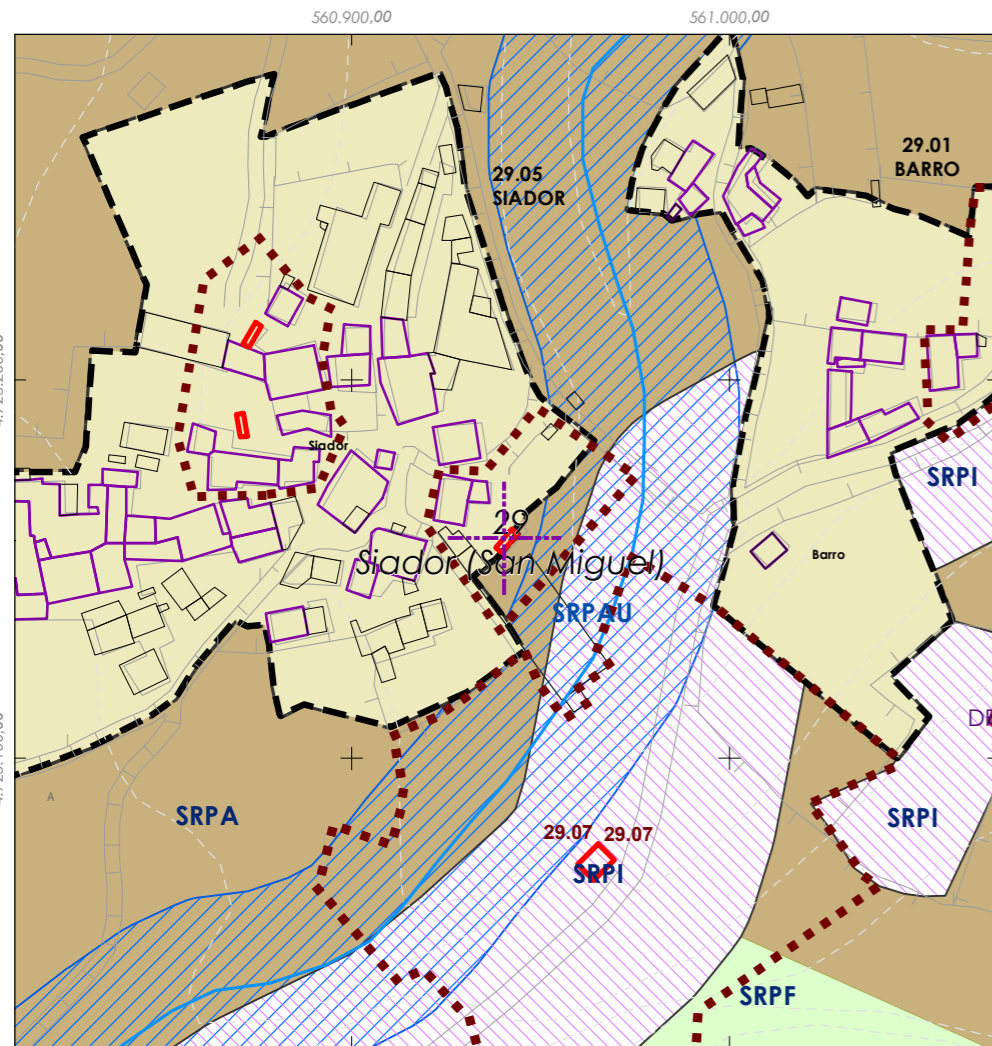 560.900,00
561.000,00
29.05
SIADOR
29.01
BARRO
Siador
SRPI
29
Siador (San Miguel)
Barro
SRPAU
A
SRPA
SRPI
29.07 29.07
SRPI
SRPF